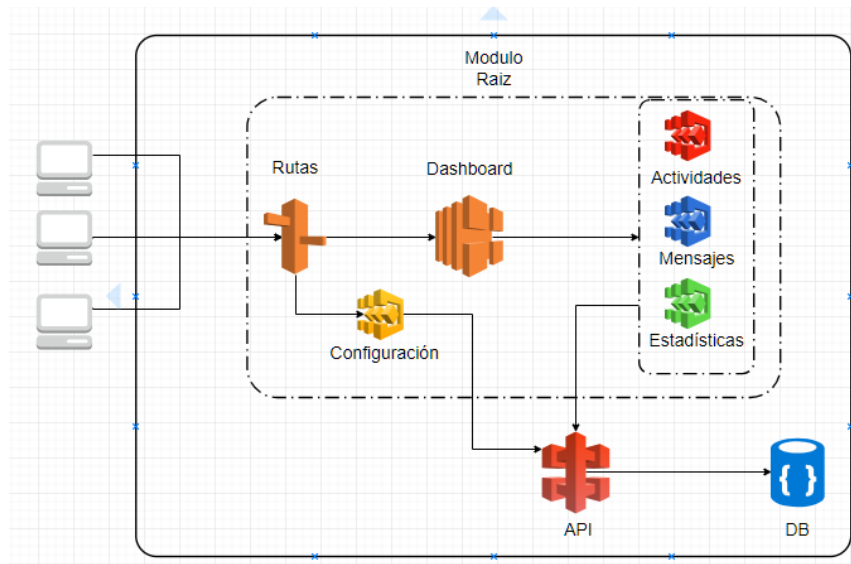 Modulo
Raiz
Rutas
Dashboard
Actividades
Mensajes
Estadísticas
Configuración
API
DB